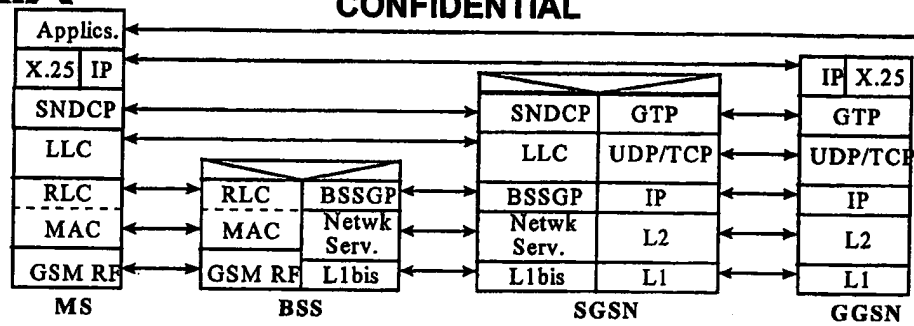 CONFIDENTIAL
Applics.
X.25 IP
IP X.25
SNDCP
SNDCP GTP
GTP
LLC
LLC UDP/TCP
UDP/TCP
RLC
RLC BSSGP
BSSGP IP
IP
MAC
MAC Netwk Serv.
Netwk Serv. L2
L2
GSM RF
GSM RF L1bis
L1bis L1
L1
MS
BSS
SGSN
GGSN